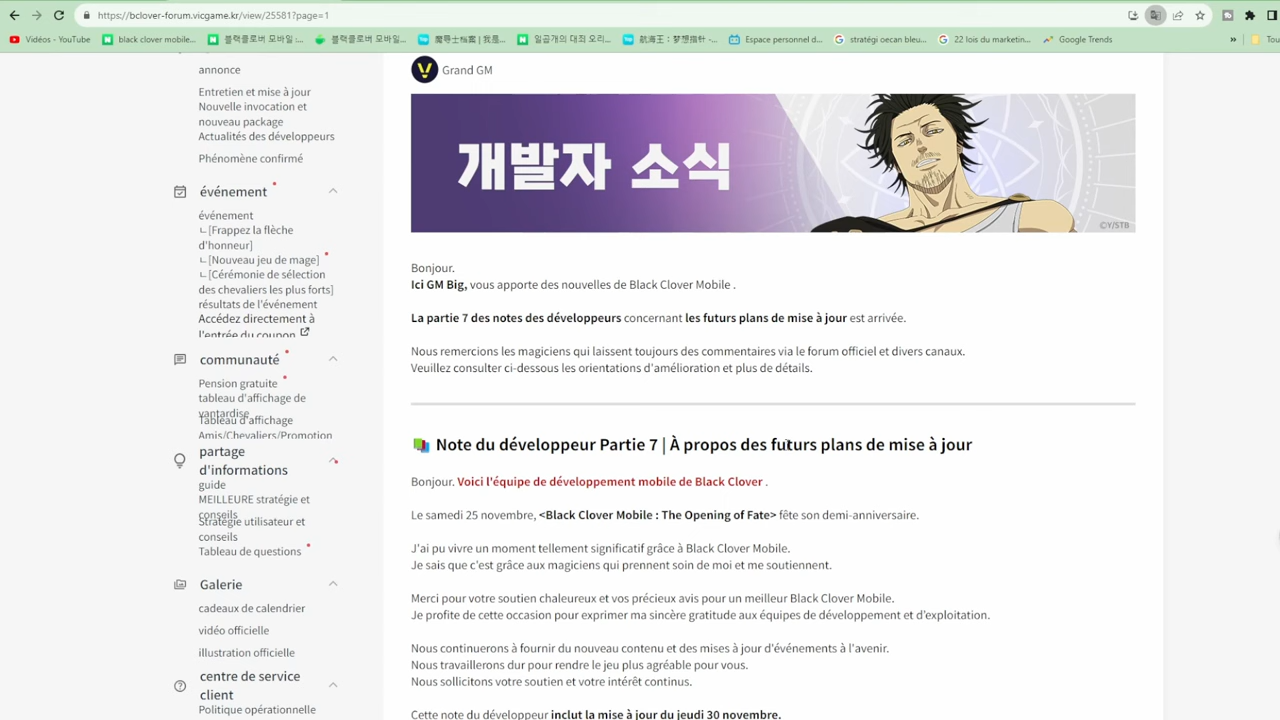 https://bclover-forum.vicgame.kr/view/25581?page=1
Vidéos - YouTube
black clover mobile...
블랙클로버 모바일 :...
블랙클로버 모바일...
魔辱士档案 | 我是...
일곱개의 대죄 오리...
航海王：梦想指针 -...
Espace personnel d...
stratégi oecan bleu...
22 lois du marketin...
Google Trends
»
Tou
annonce
Entretien et mise à jour
Nouvelle invocation et
nouveau package
Actualités des développeurs
Phénomène confirmé
événement
événement
ㄴ[Frappez la flèche
d'honneur]
ㄴ[Nouveau jeu de mage]
ㄴ[Cérémonie de sélection
des chevaliers les plus forts]
résultats de l'événement
Accédez directement à
l'entrée du coupon
communauté
Pension gratuite
tableau d'affichage de
vantardise
Tableau d'affichage
Amis/Chevaliers/Promotion
partage
d'informations
guide
MEILLEURE stratégie et
conseils
Stratégie utilisateur et
conseils
Tableau de questions
Galerie
cadeaux de calendrier
vidéo officielle
illustration officielle
centre de service
client
Politique opérationnelle
Grand GM
개발자 소식
©Y/STB
Bonjour.
Ici GM Big, vous apporte des nouvelles de Black Clover Mobile .
La partie 7 des notes des développeurs concernant les futurs plans de mise à jour est arrivée.
Nous remercions les magiciens qui laissent toujours des commentaires via le forum officiel et divers canaux.
Veuillez consulter ci-dessous les orientations d'amélioration et plus de détails.
Note du développeur Partie 7 | À propos des futurs plans de mise à jour
Bonjour. Voici l'équipe de développement mobile de Black Clover .
Le samedi 25 novembre, <Black Clover Mobile : The Opening of Fate> fête son demi-anniversaire.
J'ai pu vivre un moment tellement significatif grâce à Black Clover Mobile.
Je sais que c'est grâce aux magiciens qui prennent soin de moi et me soutiennent.
Merci pour votre soutien chaleureux et vos précieux avis pour un meilleur Black Clover Mobile.
Je profite de cette occasion pour exprimer ma sincère gratitude aux équipes de développement et d'exploitation.
Nous continuerons à fournir du nouveau contenu et des mises à jour d'événements à l'avenir.
Nous travaillerons dur pour rendre le jeu plus agréable pour vous.
Nous sollicitons votre soutien et votre intérêt continus.
Cette note du développeur inclut la mise à jour du jeudi 30 novembre.